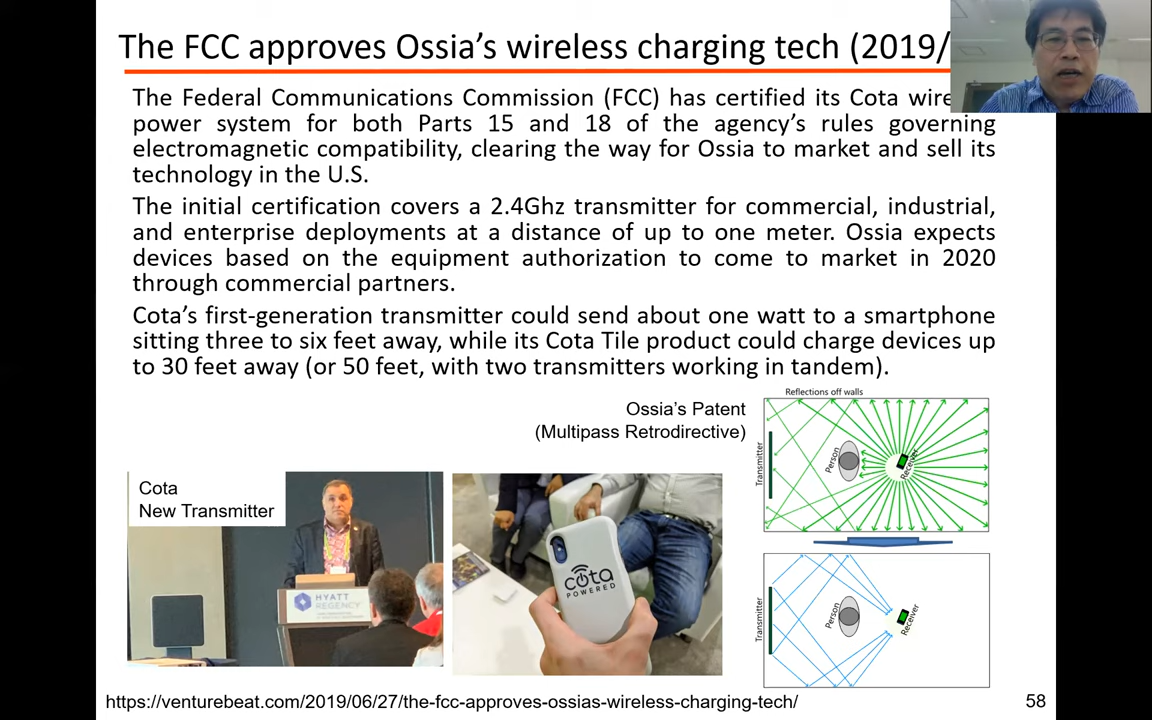 The FCC approves Ossia's wireless charging tech (2019/
The Federal Communications Commission (FCC) has certified its Cota
power system for both Parts 15 and 18 of the agency's rules governing
electromagnetic compatibility, clearing the way for Ossia to market and sell its
technology in the U.S.
The initial certification covers a 2.4Ghz transmitter for commercial, industrial,
and enterprise deployments at a distance of up to one meter. Ossia expects
devices based on the equipment authorization to come to market in 2020
through commercial partners.
Cota's first-generation transmitter could send about one watt to a smartphone
sitting three to six feet away, while its Cota Tile product could charge devices up
to 30 feet away (or 50 feet, with two transmitters working in tandem).
Ossia's Patent
(Multipass Retrodirective)
Reflections off walls
Transmitter
Person
Receiver
Cota
New Transmitter
HYATT
REGENCY
cota
POWERED
Transmitter
Person
Receiver
https://venturebeat.com/2019/06/27/the-fcc-approves-ossias-wireless-charging-tech/
58